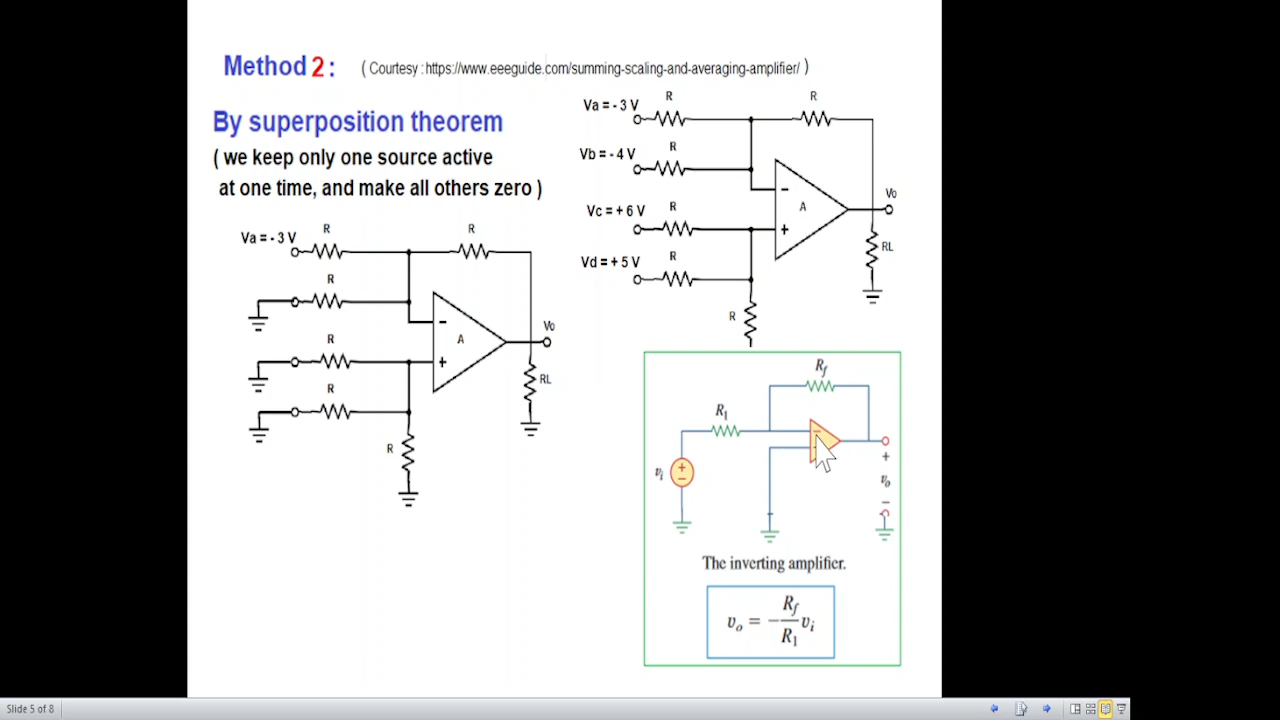 Method 2 :
( Courtesy : https://www.eeeguide.com/summing-scaling-and-averaging-amplifier/ )
By superposition theorem
( we keep only one source active
at one time, and make all others zero )
Va = - 3 V
R
R
Vb = - 4 V
R
Vc = + 6 V
R
Vd = + 5 V
R
R
-
+
A
Vo
RL
Va = - 3 V
R
R
R
R
R
R
-
+
A
Vo
RL
Rf
R1
vi
+
−
+
vo
−
The inverting amplifier.
vo = − Rf / R1 vi
Slide 5 of 8